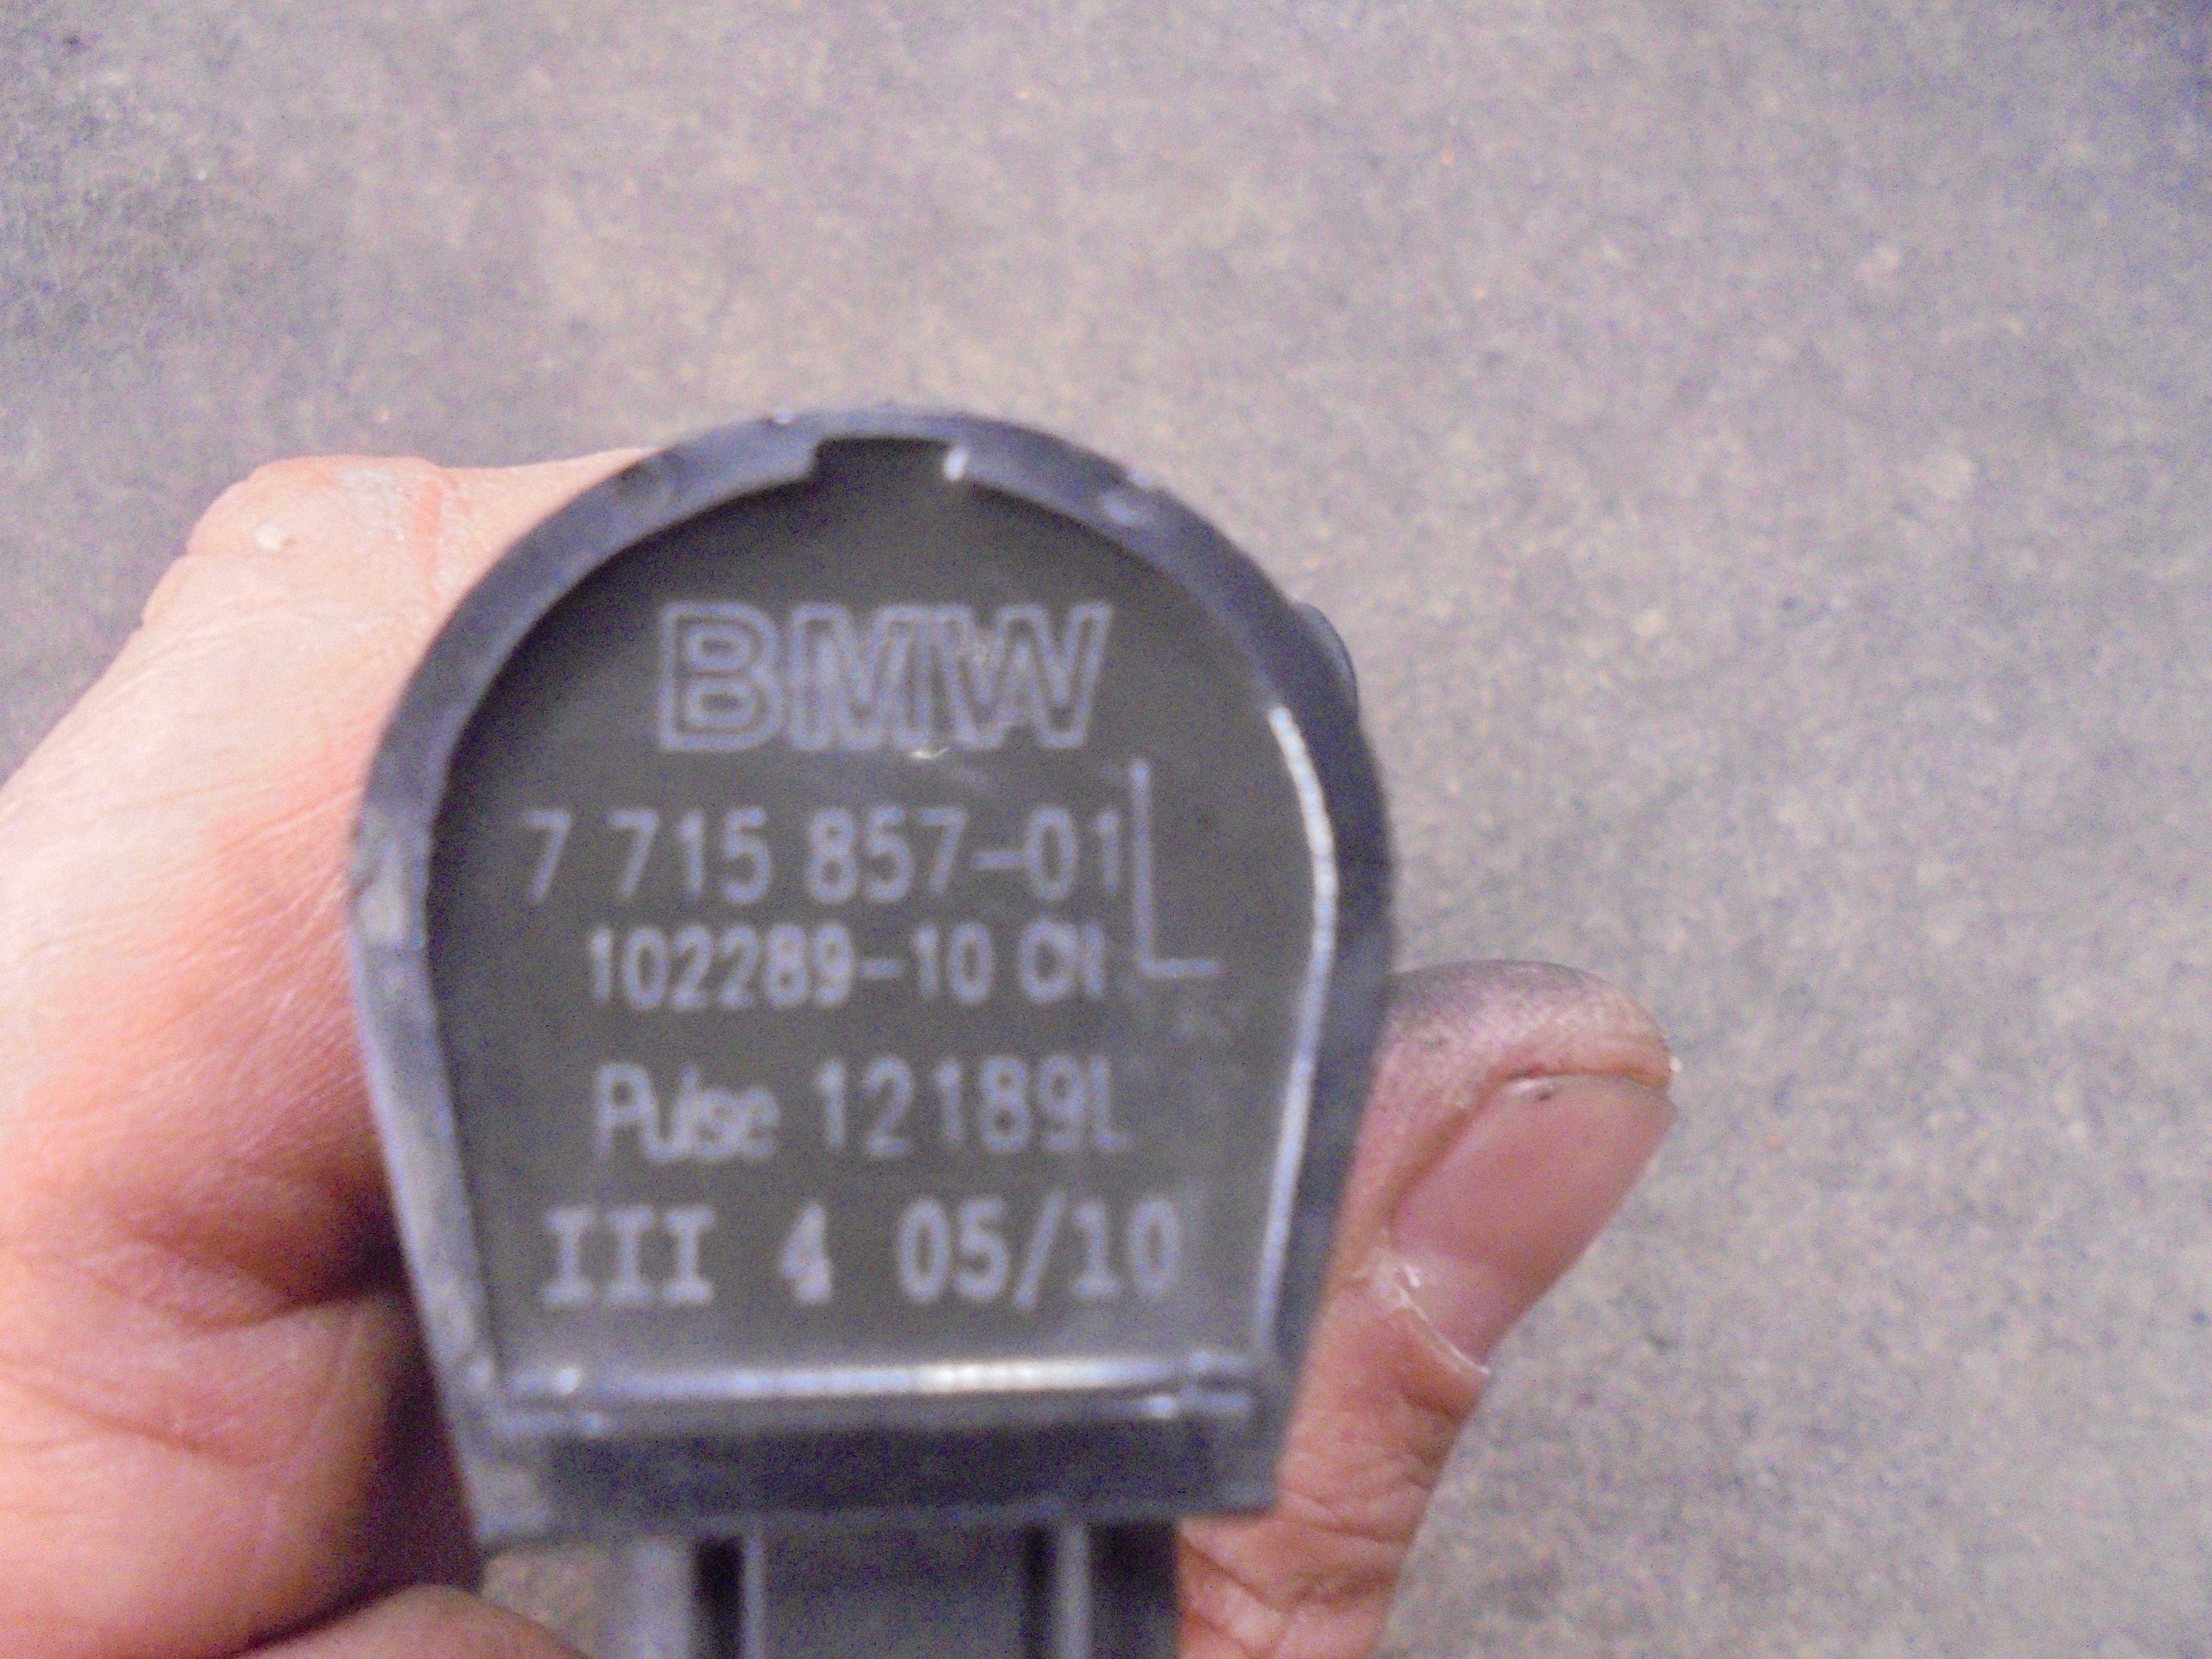 BMW
7 715 857-01
102289-10 CN
Pulse 12189L
III 4 05/10